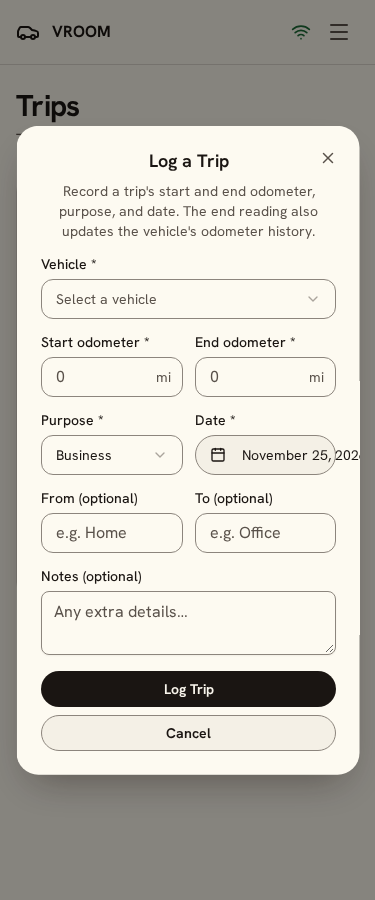 VROOM
Trips
Log a Trip
Record a trip's start and end odometer,
purpose, and date. The end reading also
updates the vehicle's odometer history.
Vehicle *
Select a vehicle
Start odometer * End odometer *
0 mi 0 mi
Purpose * Date *
Business November 25, 202
From (optional) To (optional)
e.g. Home e.g. Office
Notes (optional)
Any extra details...
Log Trip
Cancel